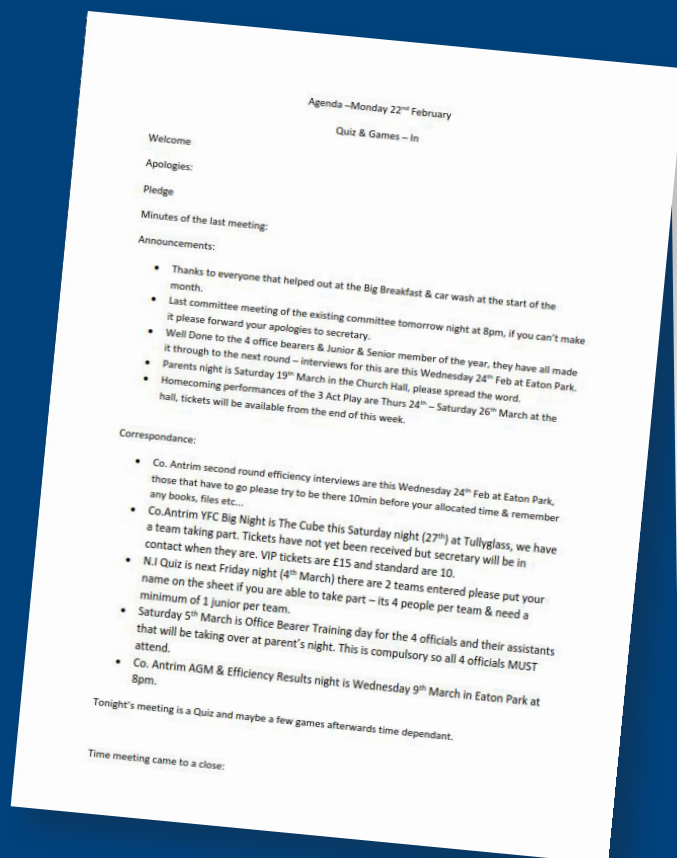 Agenda –Monday 22nd February
Quiz & Games – In
Welcome
Apologies:
Pledge
Minutes of the last meeting:
Announcements:
• Thanks to everyone that helped out at the Big Breakfast & car wash at the start of the
month.
• Last committee meeting of the existing committee tomorrow night at 8pm, if you can't make
it please forward your apologies to secretary.
• Well Done to the 4 office bearers & Junior & Senior member of the year, they have all made
it through to the next round – interviews for this are this Wednesday 24th Feb at Eaton Park.
• Parents night is Saturday 19th March in the Church Hall, please spread the word.
• Homecoming performances of the 3 Act Play are Thurs 24th – Saturday 26th March at the
hall, tickets will be available from the end of this week.
Correspondance:
• Co. Antrim second round efficiency interviews are this Wednesday 24th Feb at Eaton Park,
those that have to go please try to be there 10min before your allocated time & remember
any books, files etc...
• Co.Antrim YFC Big Night is The Cube this Saturday night (27th) at Tullyglass, we have
a team taking part. Tickets have not yet been received but secretary will be in
contact when they are. VIP tickets are £15 and standard are 10.
• N.I Quiz is next Friday night (4th March) there are 2 teams entered please put your
name on the sheet if you are able to take part – its 4 people per team & need a
minimum of 1 junior per team.
• Saturday 5th March is Office Bearer Training day for the 4 officials and their assistants
that will be taking over at parent's night. This is compulsory so all 4 officials MUST
attend.
• Co. Antrim AGM & Efficiency Results night is Wednesday 9th March in Eaton Park at
8pm.
Tonight's meeting is a Quiz and maybe a few games afterwards time dependant.
Time meeting came to a close: